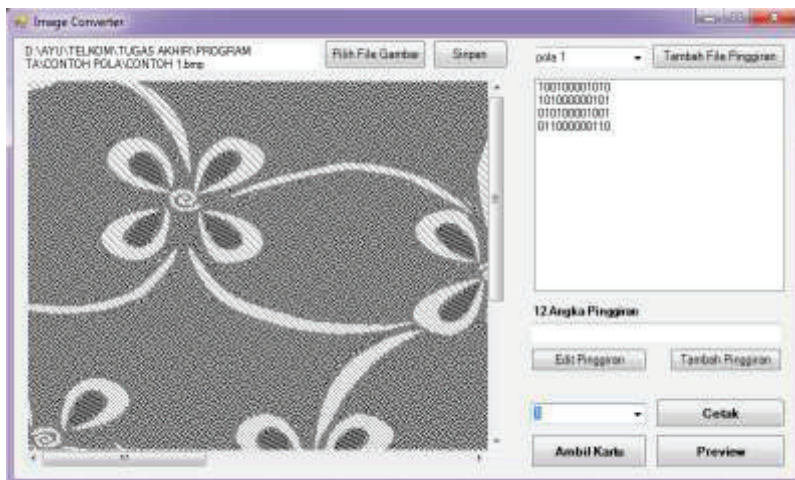 Image Converter
D:\AYU\TELKOM\TUGAS AKHIR\PROGRAM
TA\CONTOH POLA\CONTOH 1.bmp
Pilih File Gambar
Simpan
pola 1
Tambah File Pinggiran
100100001010
101000000101
010100001001
011000000110
12 Angka Pinggiran
Edit Pinggiran
Tambah Pinggiran
Cetak
Ambil Kartu
Preview